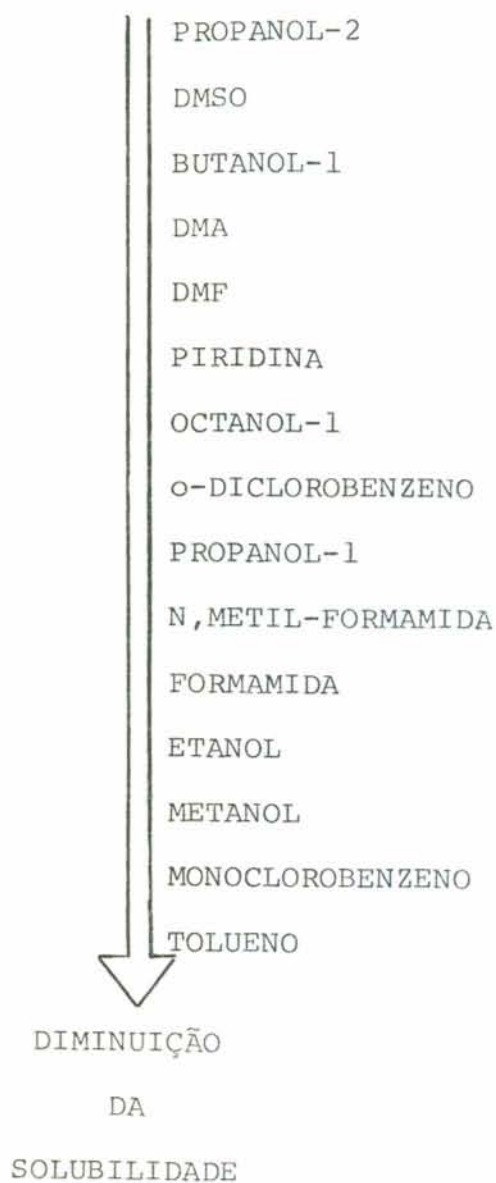 PROPANOL-2
DMSO
BUTANOL-1
DMA
DMF
PIRIDINA
OCTANOL-1
o-DICLOROBENZENO
PROPANOL-1
N,METIL-FORMAMIDA
FORMAMIDA
ETANOL
METANOL
MONOCLOROBENZENO
TOLUENO
DIMINUIÇÃO
DA
SOLUBILIDADE